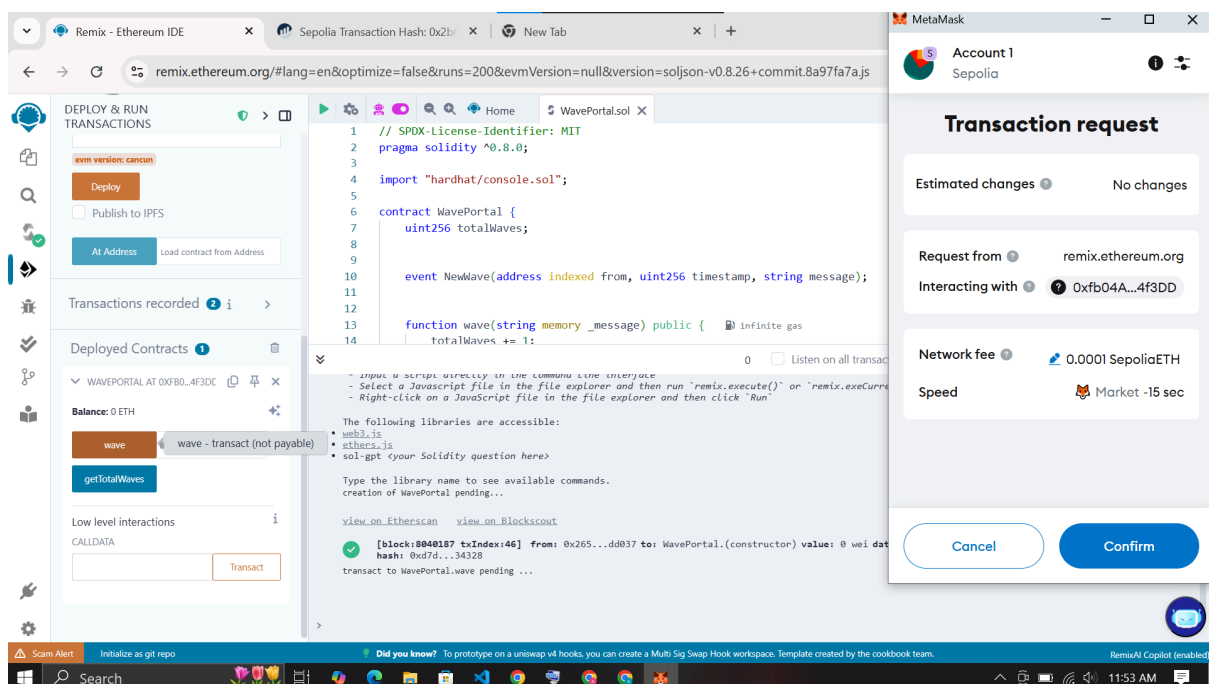 Remix - Ethereum IDE
Sepolia Transaction Hash: 0x2b
New Tab
remix.ethereum.org/#lang=en&optimize=false&runs=200&evmVersion=null&version=soljson-v0.8.26+commit.8a97fa7a.js
DEPLOY & RUN
TRANSACTIONS
evm version: cancun
Deploy
Publish to IPFS
At Address
Load contract from Address
Transactions recorded 2 i
Deployed Contracts 1
WAVEPORTAL AT 0XFB0...4F3DD
Balance: 0 ETH
wave
wave - transact (not payable)
getTotalWaves
Low level interactions
CALLDATA
Transact
Home
WavePortal.sol
1 // SPDX-License-Identifier: MIT
2 pragma solidity ^0.8.0;
3
4 import "hardhat/console.sol";
5
6 contract WavePortal {
7 uint256 totalWaves;
8
9
10 event NewWave(address indexed from, uint256 timestamp, string message);
11
12
13 function wave(string memory _message) public { infinite gas
14 totalWaves += 1;
0
Listen on all transac
- Input a script directly in the command line interface
- Select a Javascript file in the file explorer and then run `remix.execute()` or `remix.exeCurre
- Right-click on a JavaScript file in the file explorer and then click `Run`
The following libraries are accessible:
• web3.js
• ethers.js
• sol-gpt <your Solidity question here>
Type the library name to see available commands.
creation of WavePortal pending...
view on Etherscan view on Blockscout
[block:8040187 txIndex:46] from: 0x265...dd037 to: WavePortal.(constructor) value: 0 wei dat
hash: 0xd7d...34328
transact to WavePortal.wave pending ...
>
MetaMask
S
Account 1
Sepolia
Transaction request
Estimated changes
No changes
Request from
remix.ethereum.org
Interacting with
0xfb04A...4f3DD
Network fee
0.0001 SepoliaETH
Speed
Market ~15 sec
Cancel
Confirm
Scam Alert
Initialize as git repo
Did you know? To prototype on a uniswap v4 hooks, you can create a Multi Sig Swap Hook workspace. Template created by the cookbook team.
RemixAI Copilot (enabled)
Search
11:53 AM